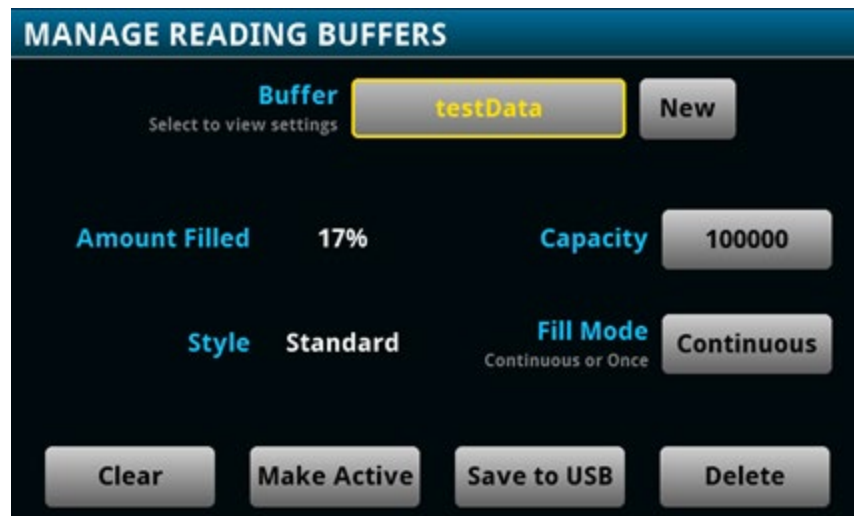 MANAGE READING BUFFERS
Buffer
Select to view settings
testData
New
Amount Filled
17%
Capacity
100000
Style
Standard
Fill Mode
Continuous or Once
Continuous
Clear
Make Active
Save to USB
Delete